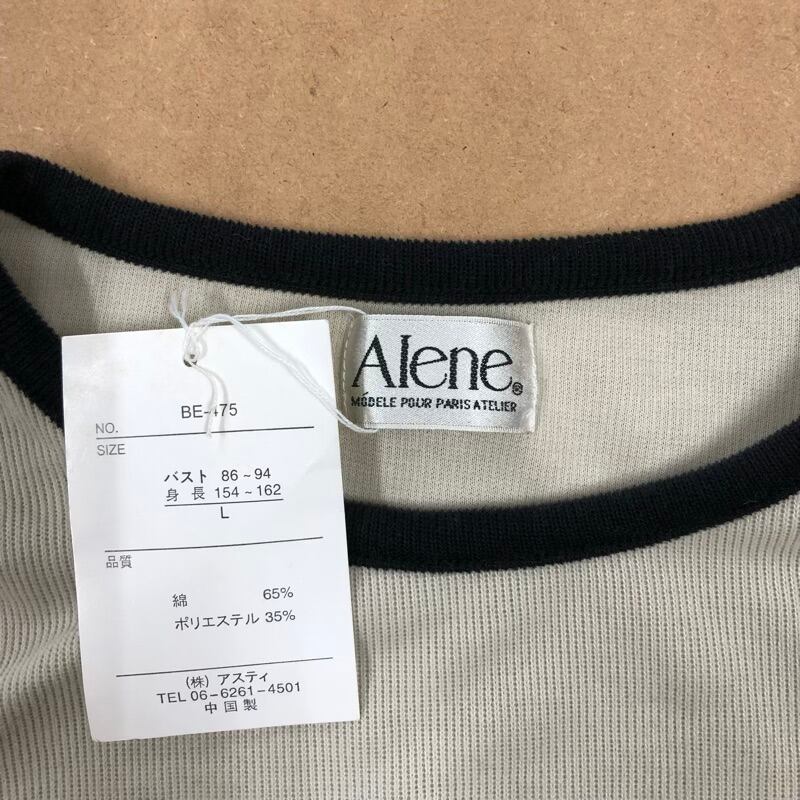 Alene®
MÓDELE POUR PARIS ATELIER
NO. BE-475
SIZE
バスト 86~94
身長 154~162
L
品質
綿 65%
ポリエステル 35%
(株) アスティ
TEL 06-6261-4501
中国製